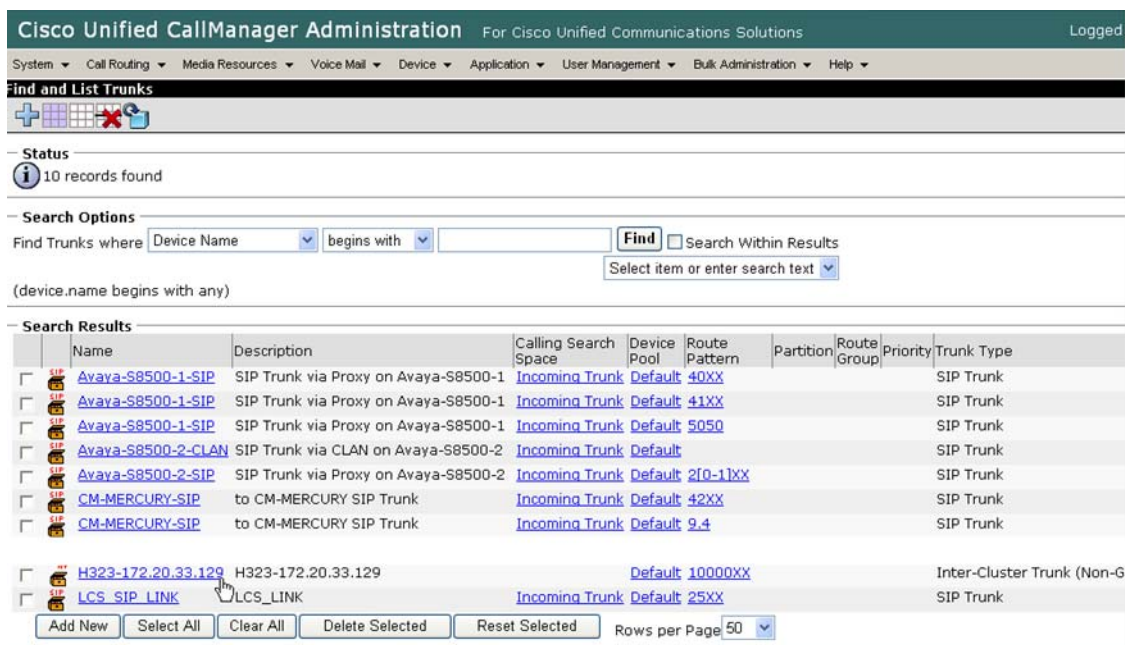 Cisco Unified CallManager Administration For Cisco Unified Communications Solutions Logged
System Call Routing Media Resources Voice Mail Device Application User Management Bulk Administration Help
Find and List Trunks
Status
10 records found
Search Options
Find Trunks where Device Name begins with Find Search Within Results
Select item or enter search text
(device.name begins with any)
Search Results
Name Description Calling Search Space Device Pool Route Pattern Partition Route Group Priority Trunk Type
Avaya-S8500-1-SIP SIP Trunk via Proxy on Avaya-S8500-1 Incoming Trunk Default 40XX SIP Trunk
Avaya-S8500-1-SIP SIP Trunk via Proxy on Avaya-S8500-1 Incoming Trunk Default 41XX SIP Trunk
Avaya-S8500-1-SIP SIP Trunk via Proxy on Avaya-S8500-1 Incoming Trunk Default 5050 SIP Trunk
Avaya-S8500-2-CLAN SIP Trunk via CLAN on Avaya-S8500-2 Incoming Trunk Default SIP Trunk
Avaya-S8500-2-SIP SIP Trunk via Proxy on Avaya-S8500-2 Incoming Trunk Default 2[0-1]XX SIP Trunk
CM-MERCURY-SIP to CM-MERCURY SIP Trunk Incoming Trunk Default 42XX SIP Trunk
CM-MERCURY-SIP to CM-MERCURY SIP Trunk Incoming Trunk Default 9.4 SIP Trunk
H323-172.20.33.129 H323-172.20.33.129 Default 10000XX Inter-Cluster Trunk (Non-G
LCS_SIP_LINK LCS_LINK Incoming Trunk Default 25XX SIP Trunk
Add New Select All Clear All Delete Selected Reset Selected Rows per Page 50